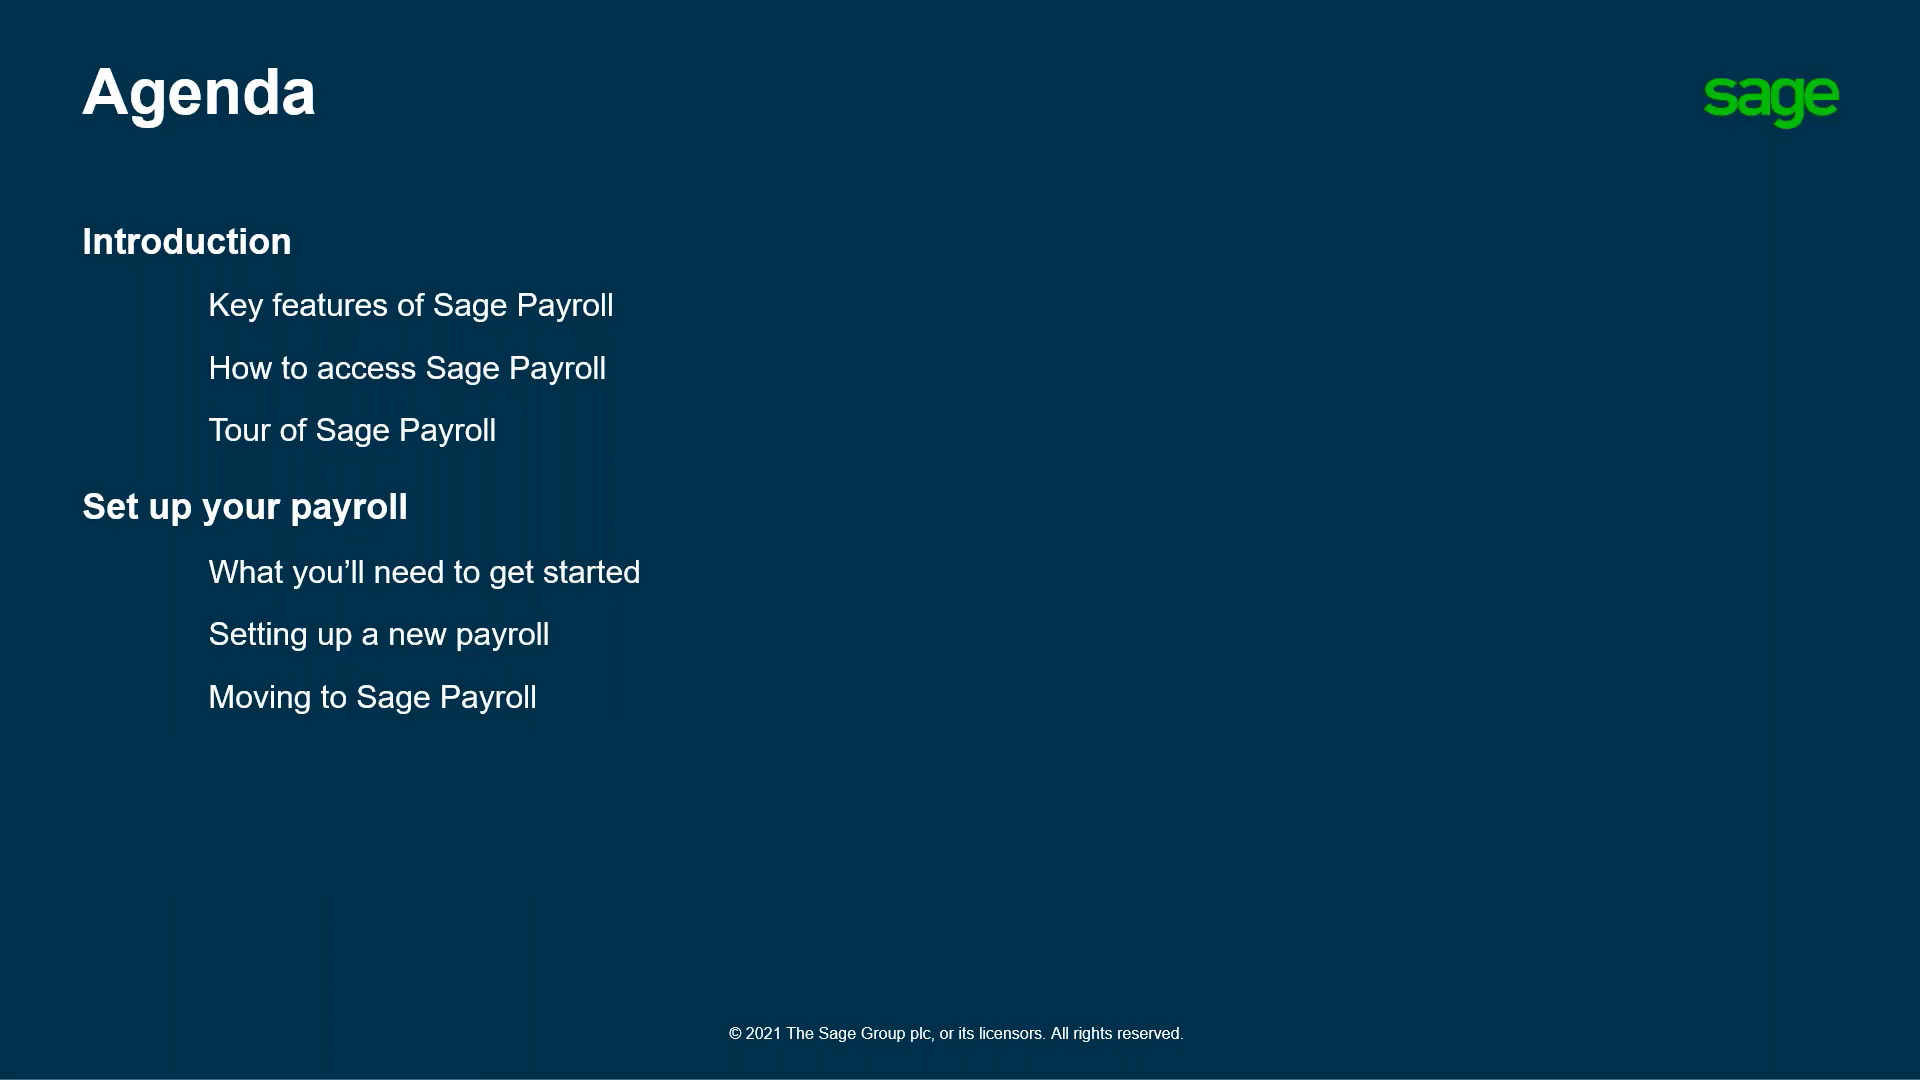 Agenda
sage
Introduction
Key features of Sage Payroll
How to access Sage Payroll
Tour of Sage Payroll
Set up your payroll
What you’ll need to get started
Setting up a new payroll
Moving to Sage Payroll
© 2021 The Sage Group plc, or its licensors. All rights reserved.